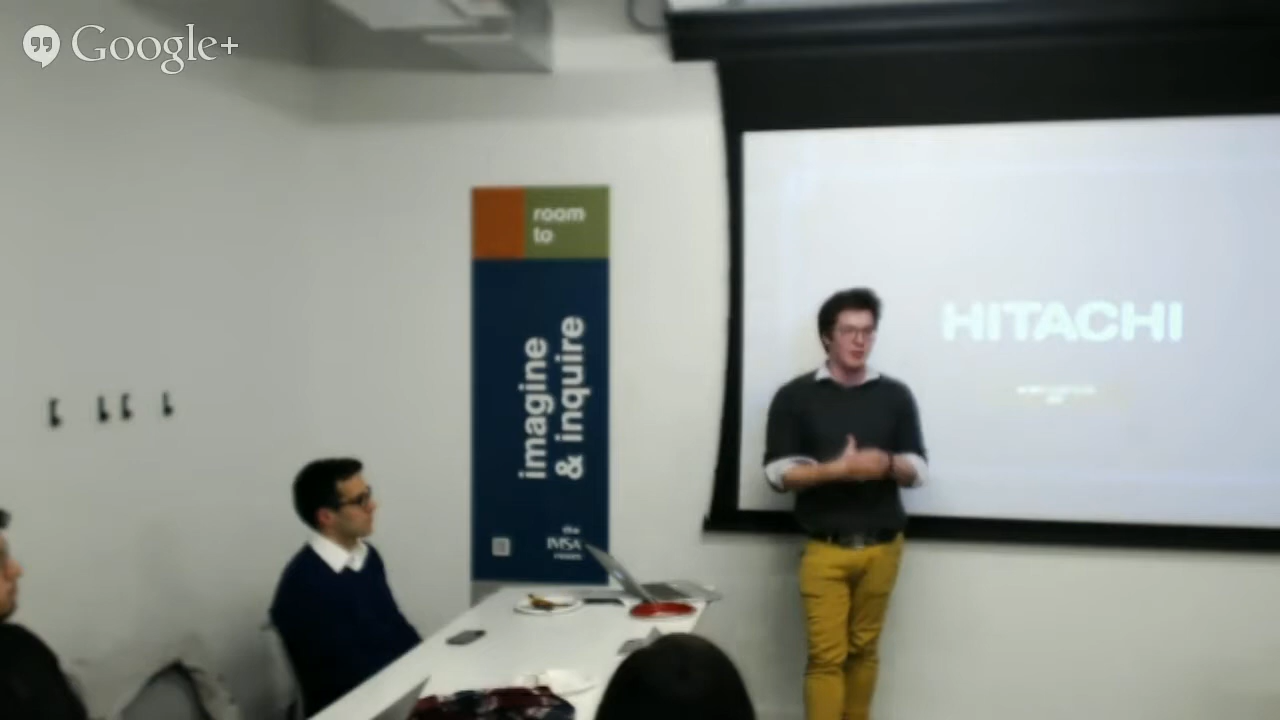 Google+
room
to
imagine
& inquire
the
IMSA
HITACHI